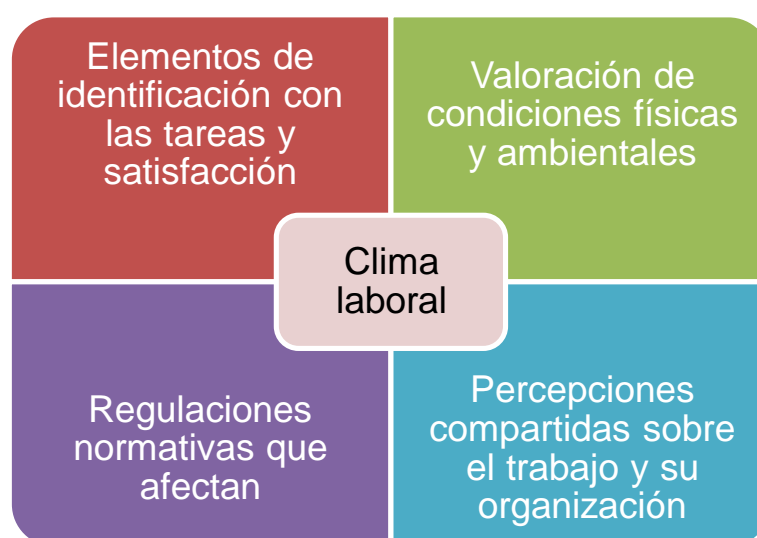 Elementos de
identificación con
las tareas y
satisfacción
Valoración de
condiciones físicas
y ambientales
Clima
laboral
Regulaciones
normativas que
afectan
Percepciones
compartidas sobre
el trabajo y su
organización